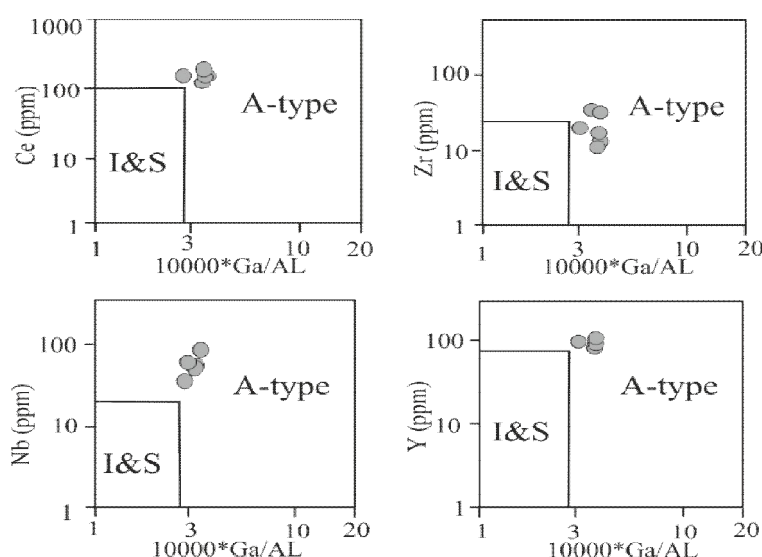 1000
100
10
1
Ce (ppm)
A-type
I&S
1
3
10
20
10000*Ga/AL
100
10
1
Zr (ppm)
A-type
I&S
1
3
10
20
10000*Ga/AL
100
10
1
Nb (ppm)
A-type
I&S
1
3
10
20
10000*Ga/AL
100
10
1
Y (ppm)
A-type
I&S
1
3
10
20
10000*Ga/AL